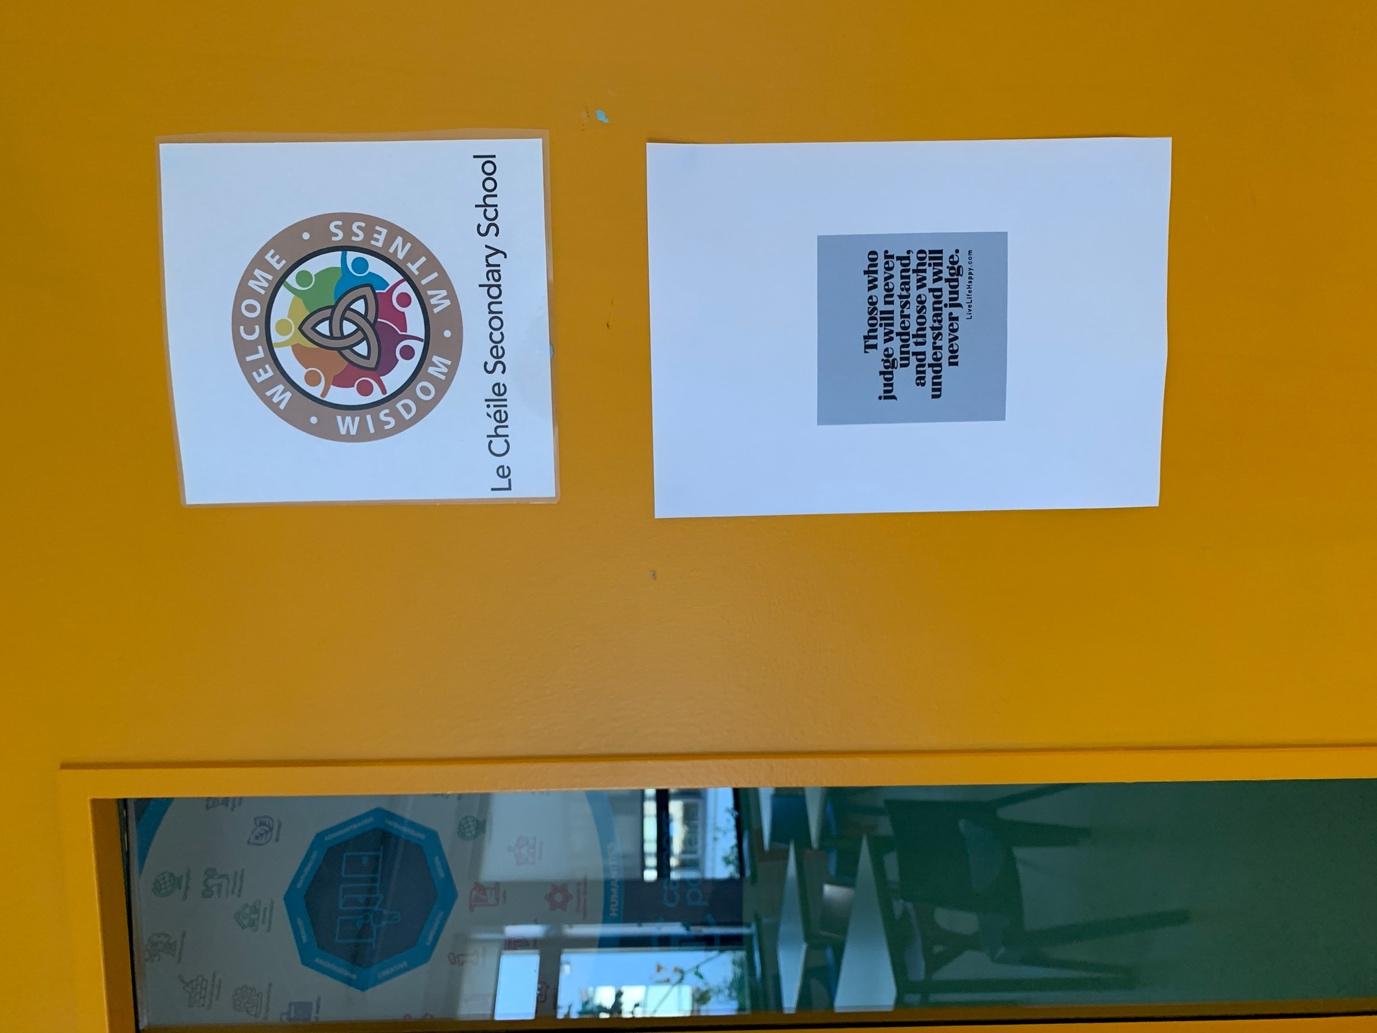 WELCOME • WITNESS • WISDOM •
Le Chéile Secondary School
Those who
judge will never
understand,
and those who
understand will
never judge.
LiveLifeHappy.com
HUMANITIES